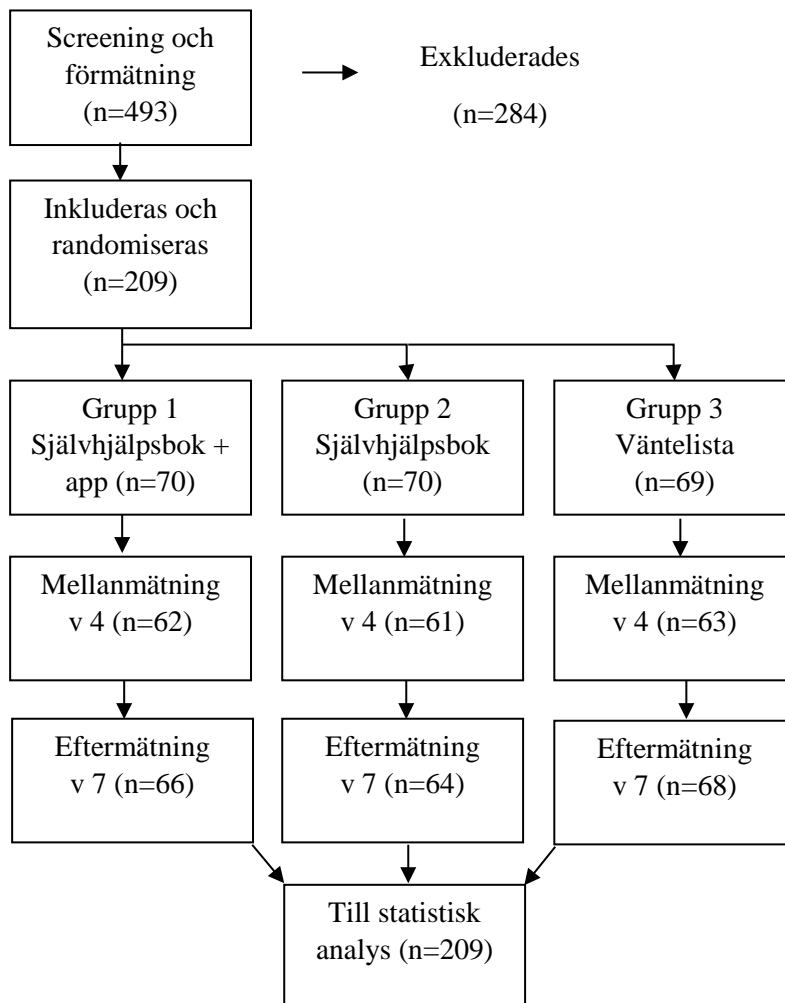 Screening och
förmätning
(n=493)
Exkluderades
(n=284)
Inkluderas och
randomiseras
(n=209)
Grupp 1
Självhjälpsbok +
app (n=70)
Grupp 2
Självhjälpsbok
(n=70)
Grupp 3
Väntelista
(n=69)
Mellanmätning
v 4 (n=62)
Mellanmätning
v 4 (n=61)
Mellanmätning
v 4 (n=63)
Eftermätning
v 7 (n=66)
Eftermätning
v 7 (n=64)
Eftermätning
v 7 (n=68)
Till statistisk
analys (n=209)